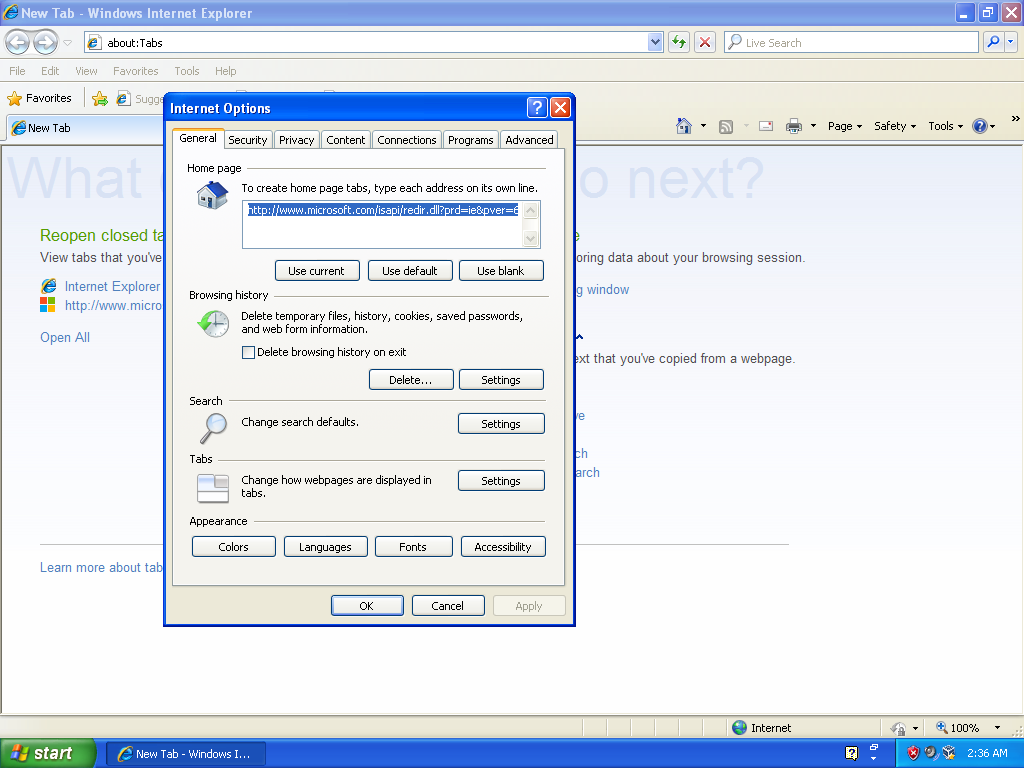 New Tab - Windows Internet Explorer
about:Tabs
Live Search
File Edit View Favorites Tools Help
Favorites
New Tab
Page Safety Tools
Internet Options
General Security Privacy Content Connections Programs Advanced
Home page
To create home page tabs, type each address on its own line.
http://www.microsoft.com/isapi/redir.dll?prd=ie&pver=6
Use current Use default Use blank
Browsing history
Delete temporary files, history, cookies, saved passwords,
and web form information.
Delete browsing history on exit
Delete... Settings
Search
Change search defaults.
Settings
Tabs
Change how webpages are displayed in
tabs.
Settings
Appearance
Colors Languages Fonts Accessibility
OK Cancel Apply
What
o next?
Reopen closed ta
View tabs that you've
Internet Explorer
http://www.micro
Open All
oring data about your browsing session.
g window
ext that you've copied from a webpage.
ve
ch
arch
Learn more about tab
Internet
100%
start
New Tab - Windows I...
2:36 AM